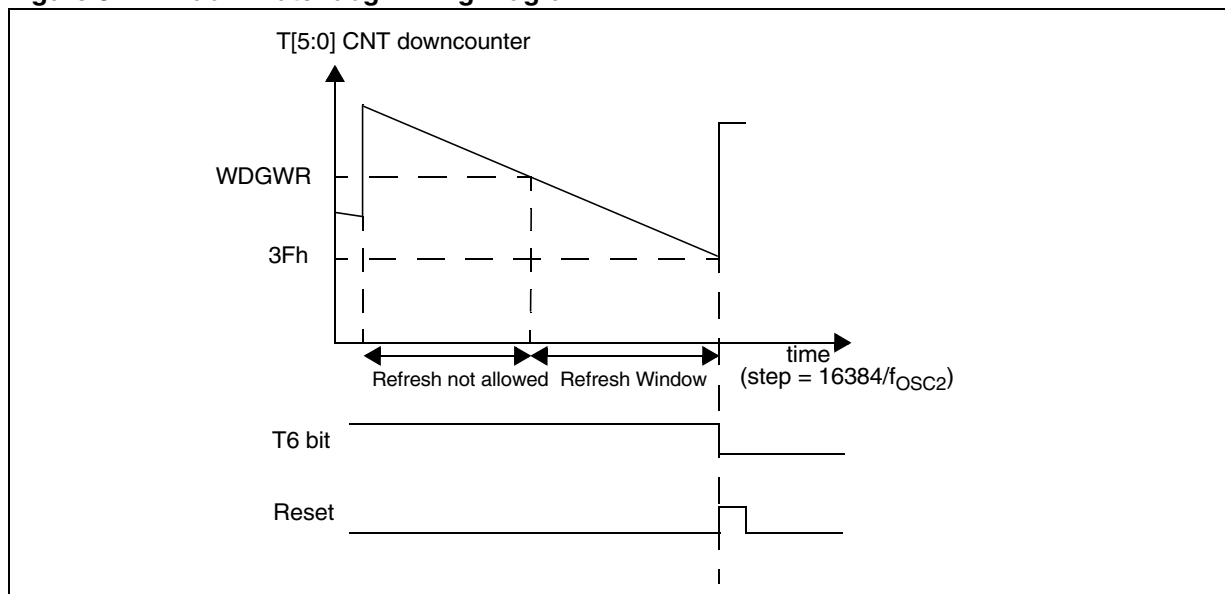 T[5:0] CNT downcounter
WDGWR
3Fh
time
Refresh not allowed Refresh Window (step = 16384/fOSC2)
T6 bit
Reset